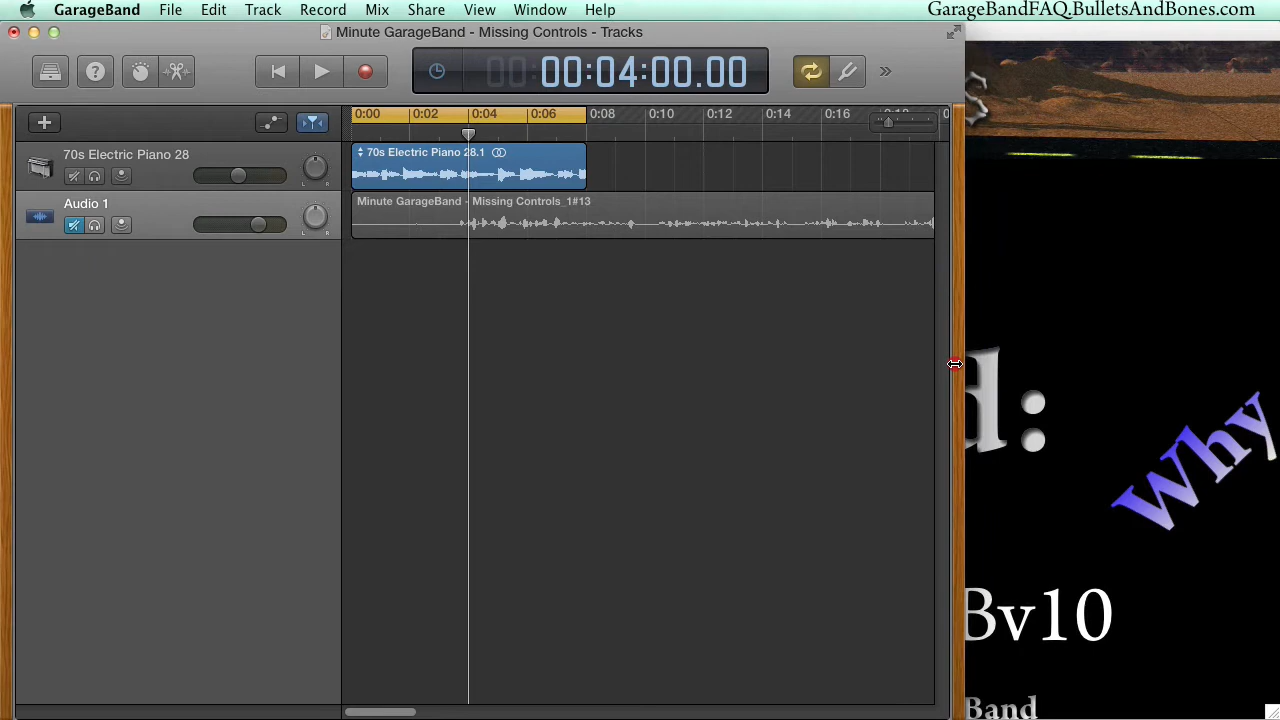 GarageBand File Edit Track Record Mix Share View Window Help GarageBandFAQ.BulletsAndBones.com
Minute GarageBand - Missing Controls - Tracks
00:00:04:00.00
0:00 0:02 0:04 0:06 0:08 0:10 0:12 0:14 0:16 0:18
70s Electric Piano 28
70s Electric Piano 28.1
L R
Audio 1
Minute GarageBand - Missing Controls_1#13
L R
d:
Why
Bv10
Band